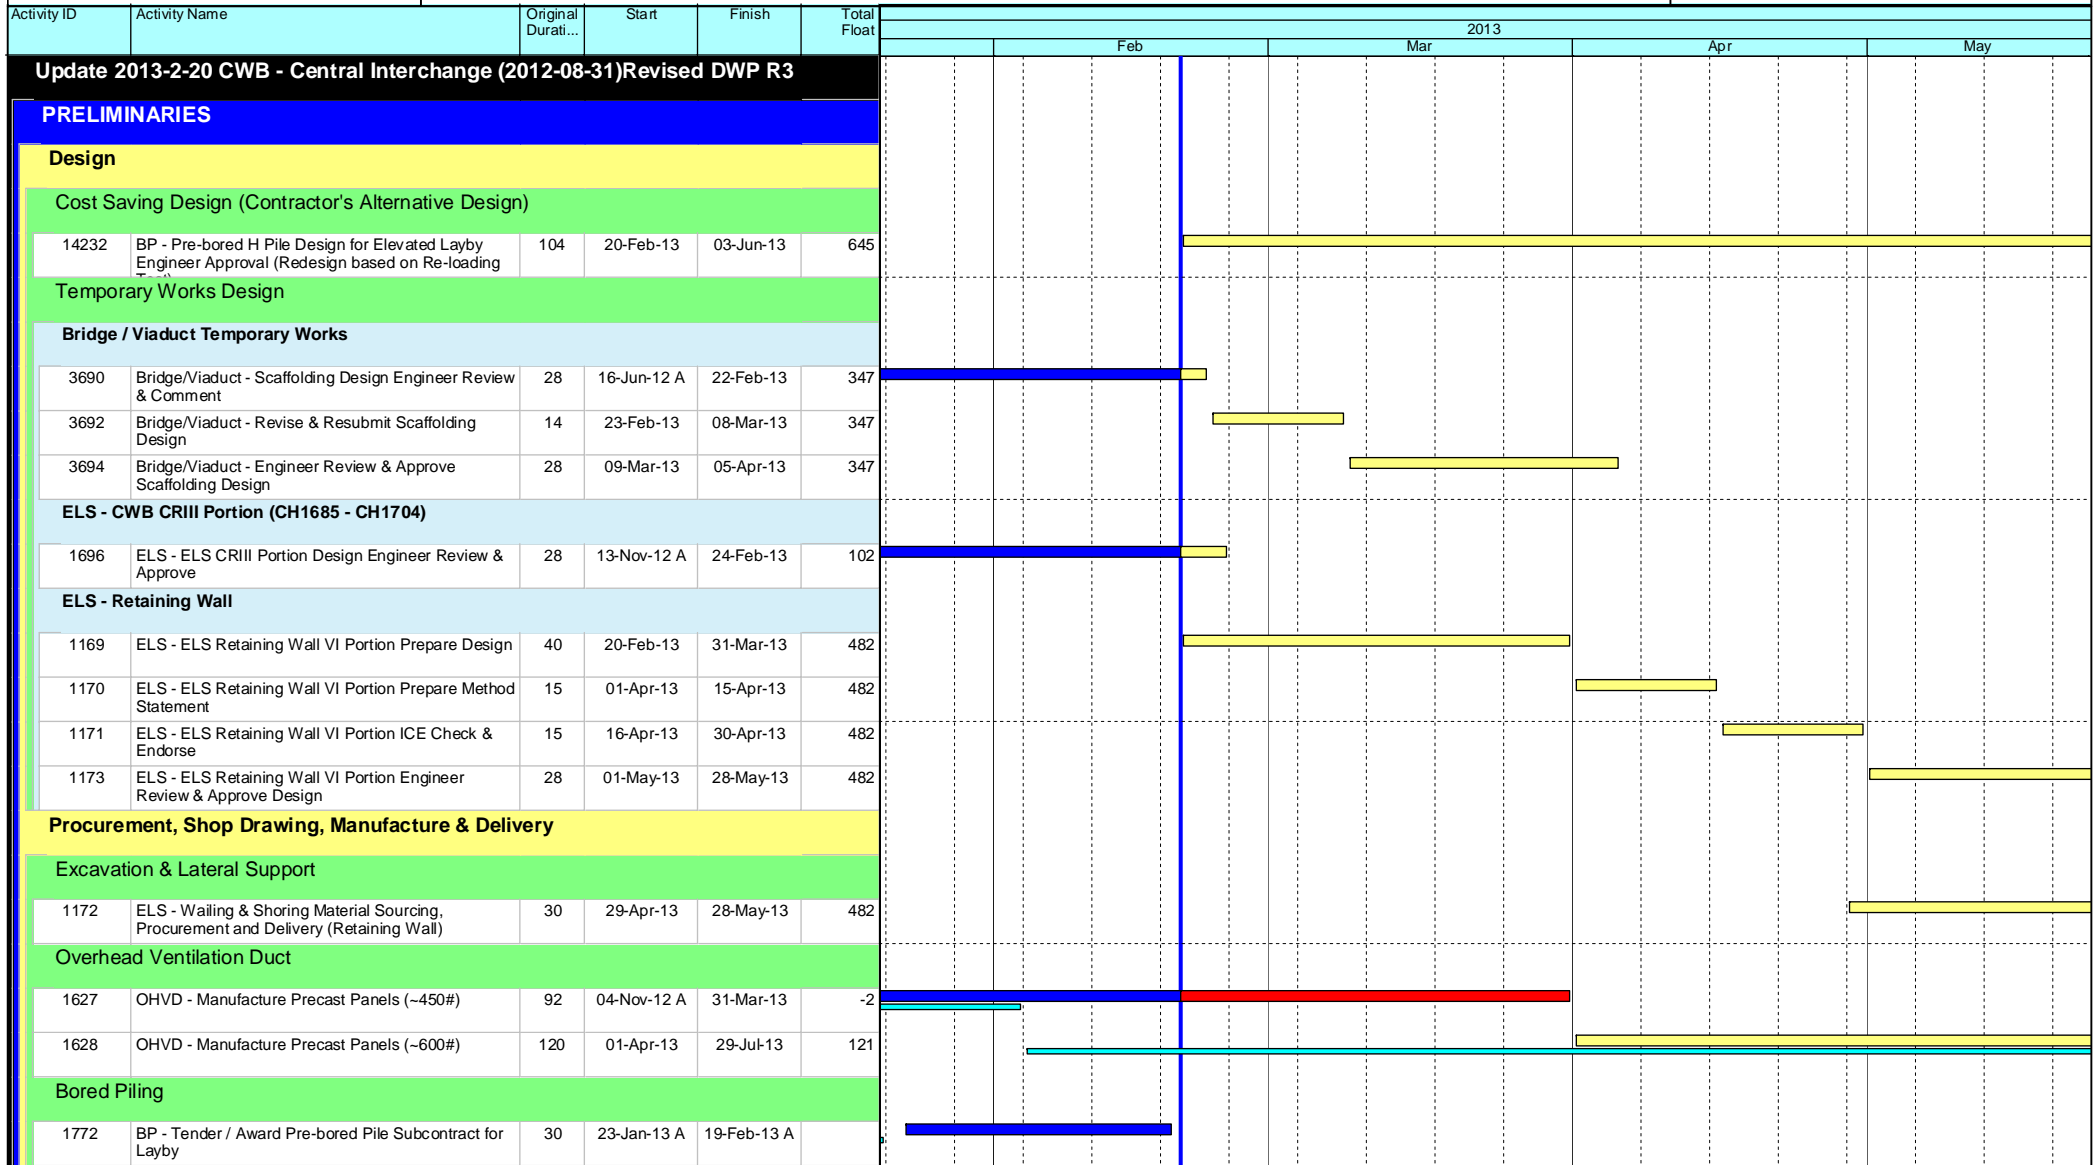 Activity ID Activity Name Original Start Finish Total
Durati... Float
2013
Feb Mar Apr May
Update 2013-2-20 CWB - Central Interchange (2012-08-31)Revised DWP R3
PRELIMINARIES
Design
Cost Saving Design (Contractor's Alternative Design)
14232 BP - Pre-bored H Pile Design for Elevated Layby 104 20-Feb-13 03-Jun-13 645
Engineer Approval (Redesign based on Re-loading
Temporary Works Design
Bridge / Viaduct Temporary Works
3690 Bridge/Viaduct - Scaffolding Design Engineer Review 28 16-Jun-12 A 22-Feb-13 347
& Comment
3692 Bridge/Viaduct - Revise & Resubmit Scaffolding 14 23-Feb-13 08-Mar-13 347
Design
3694 Bridge/Viaduct - Engineer Review & Approve 28 09-Mar-13 05-Apr-13 347
Scaffolding Design
ELS - CWB CRIII Portion (CH1685 - CH1704)
1696 ELS - ELS CRIII Portion Design Engineer Review & 28 13-Nov-12 A 24-Feb-13 102
Approve
ELS - Retaining Wall
1169 ELS - ELS Retaining Wall VI Portion Prepare Design 40 20-Feb-13 31-Mar-13 482
1170 ELS - ELS Retaining Wall VI Portion Prepare Method 15 01-Apr-13 15-Apr-13 482
Statement
1171 ELS - ELS Retaining Wall VI Portion ICE Check & 15 16-Apr-13 30-Apr-13 482
Endorse
1173 ELS - ELS Retaining Wall VI Portion Engineer 28 01-May-13 28-May-13 482
Review & Approve Design
Procurement, Shop Drawing, Manufacture & Delivery
Excavation & Lateral Support
1172 ELS - Wailing & Shoring Material Sourcing, 30 29-Apr-13 28-May-13 482
Procurement and Delivery (Retaining Wall)
Overhead Ventilation Duct
1627 OHVD - Manufacture Precast Panels (~450#) 92 04-Nov-12 A 31-Mar-13 -2
1628 OHVD - Manufacture Precast Panels (~600#) 120 01-Apr-13 29-Jul-13 121
Bored Piling
1772 BP - Tender / Award Pre-bored Pile Subcontract for 30 23-Jan-13 A 19-Feb-13 A
Layby